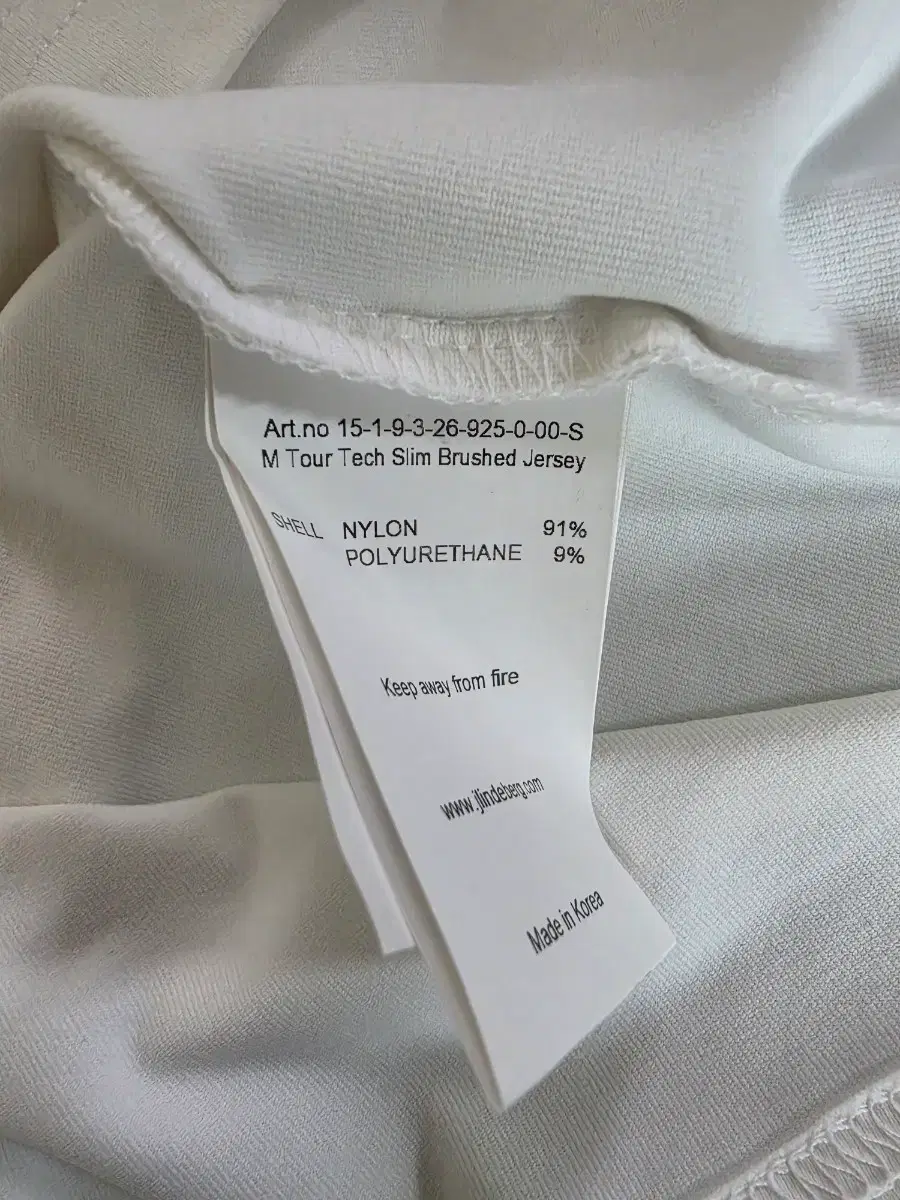 Art.no 15-1-9-3-26-925-0-00-S
M Tour Tech Slim Brushed Jersey
SHELL NYLON 91%
POLYURETHANE 9%
Keep away from fire
www.jlindeberg.com
Made in Korea